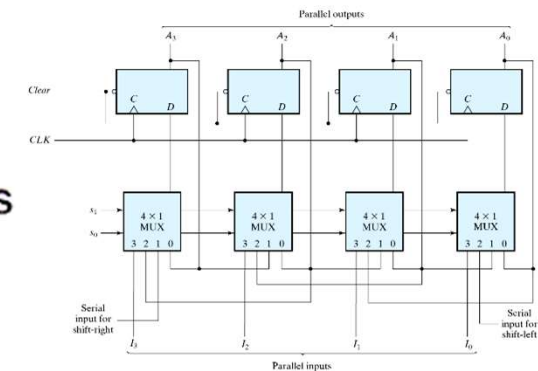 Parallel outputs
A3 A2 A1 A0
Clear
C D C D C D C D
CLK
S
s1
s0
4 × 1 MUX 4 × 1 MUX 4 × 1 MUX 4 × 1 MUX
3 2 1 0 3 2 1 0 3 2 1 0 3 2 1 0
Serial input for shift-right
Serial input for shift-left
I3 I2 I1 I0
Parallel inputs